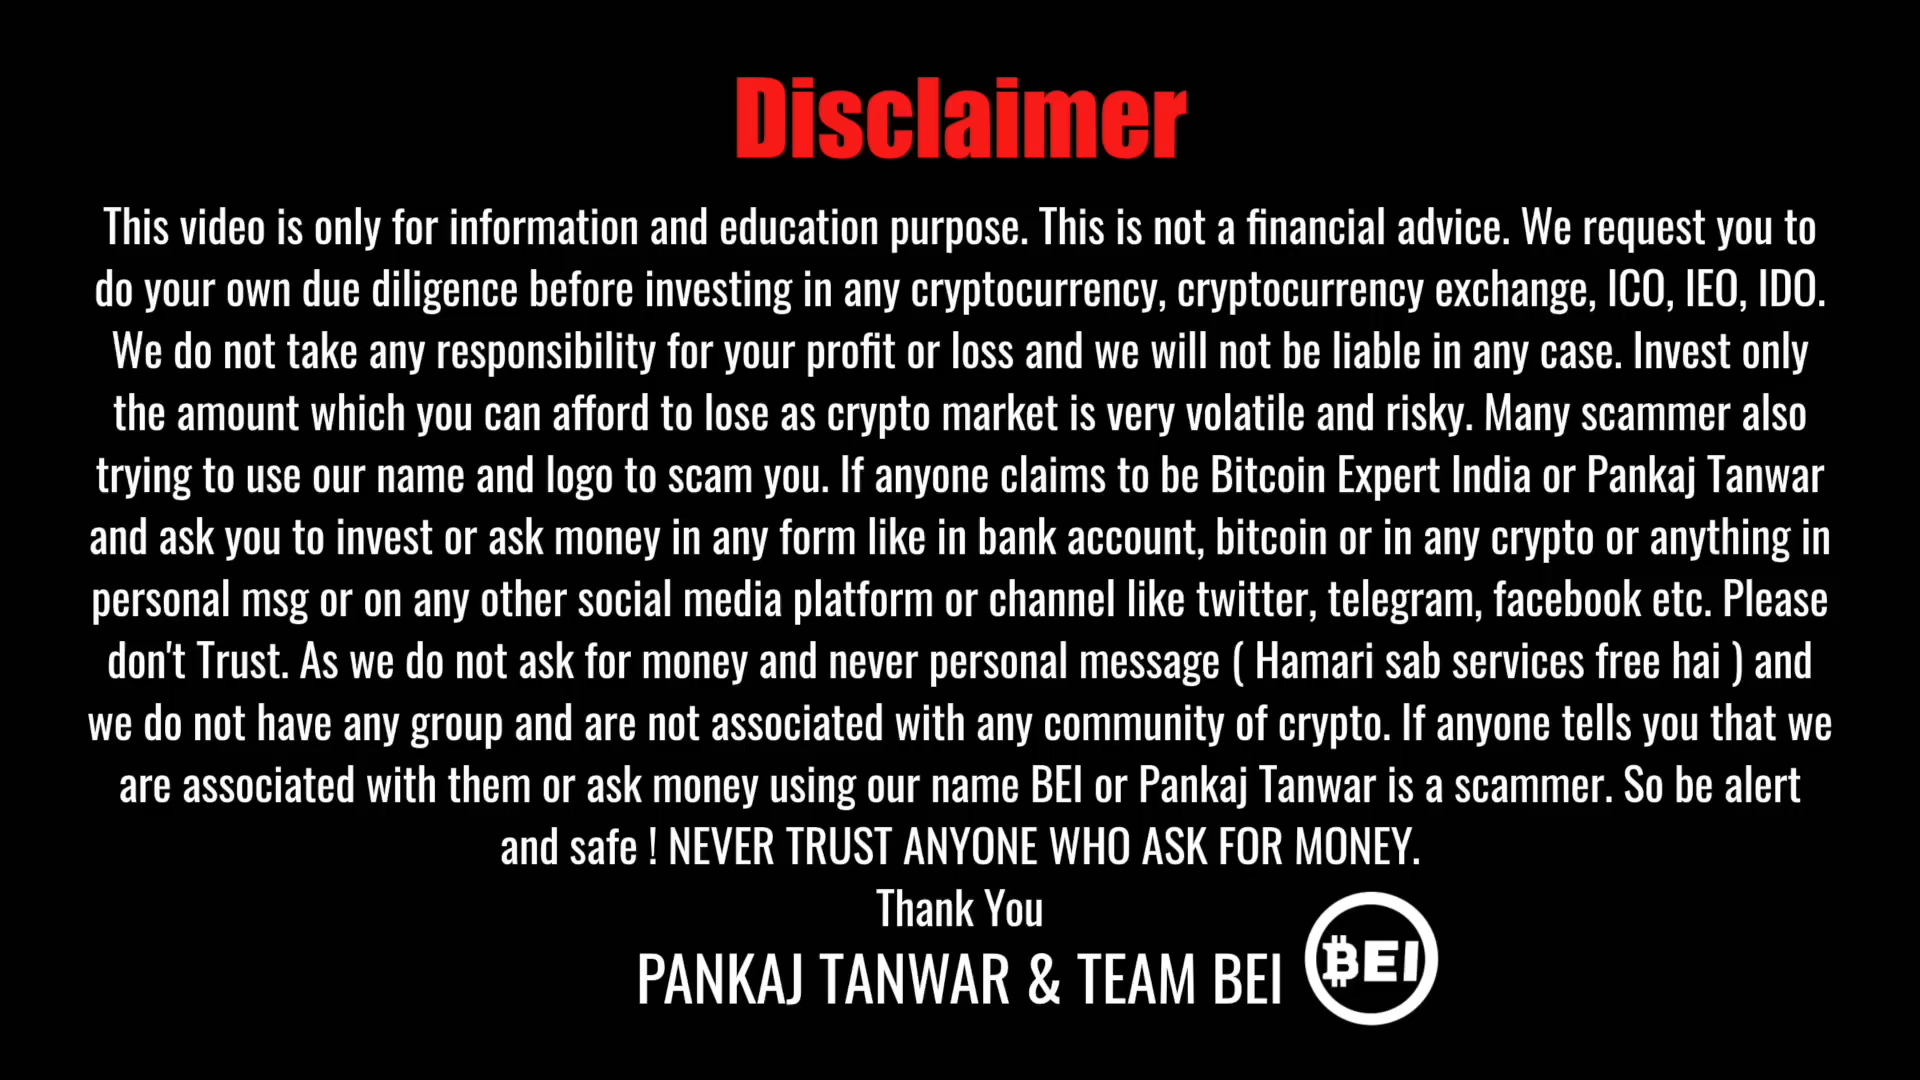 Disclaimer
This video is only for information and education purpose. This is not a financial advice. We request you to
do your own due diligence before investing in any cryptocurrency, cryptocurrency exchange, ICO, IEO, IDO.
We do not take any responsibility for your profit or loss and we will not be liable in any case. Invest only
the amount which you can afford to lose as crypto market is very volatile and risky. Many scammer also
trying to use our name and logo to scam you. If anyone claims to be Bitcoin Expert India or Pankaj Tanwar
and ask you to invest or ask money in any form like in bank account, bitcoin or in any crypto or anything in
personal msg or on any other social media platform or channel like twitter, telegram, facebook etc. Please
don't Trust. As we do not ask for money and never personal message ( Hamari sab services free hai ) and
we do not have any group and are not associated with any community of crypto. If anyone tells you that we
are associated with them or ask money using our name BEI or Pankaj Tanwar is a scammer. So be alert
and safe ! NEVER TRUST ANYONE WHO ASK FOR MONEY.
Thank You
PANKAJ TANWAR & TEAM BEI
BEI